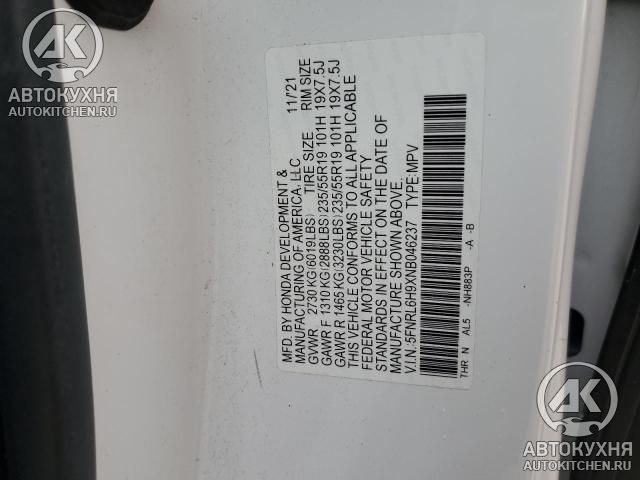 АК
АВТОКУХНЯ
AUTOKITCHEN.RU
MFD. BY HONDA DEVELOPMENT &
MANUFACTURING OF AMERICA, LLC 11/21
GVWR 2730 KG(6019LBS) TIRE SIZE RIM SIZE
GAWR F 1310 KG(2888LBS)235/55R19 101H 19X7.5J
GAWR R 1465 KG(3230LBS)235/55R19 101H 19X7.5J
THIS VEHICLE CONFORMS TO ALL APPLICABLE
FEDERAL MOTOR VEHICLE SAFETY
STANDARDS IN EFFECT ON THE DATE OF
MANUFACTURE SHOWN ABOVE.
V.I.N.:5FNRL6H9XNB046237 TYPE:MPV
THR N AL5 -NH883P -A -B
АК
АВТОКУХНЯ
AUTOKITCHEN.RU